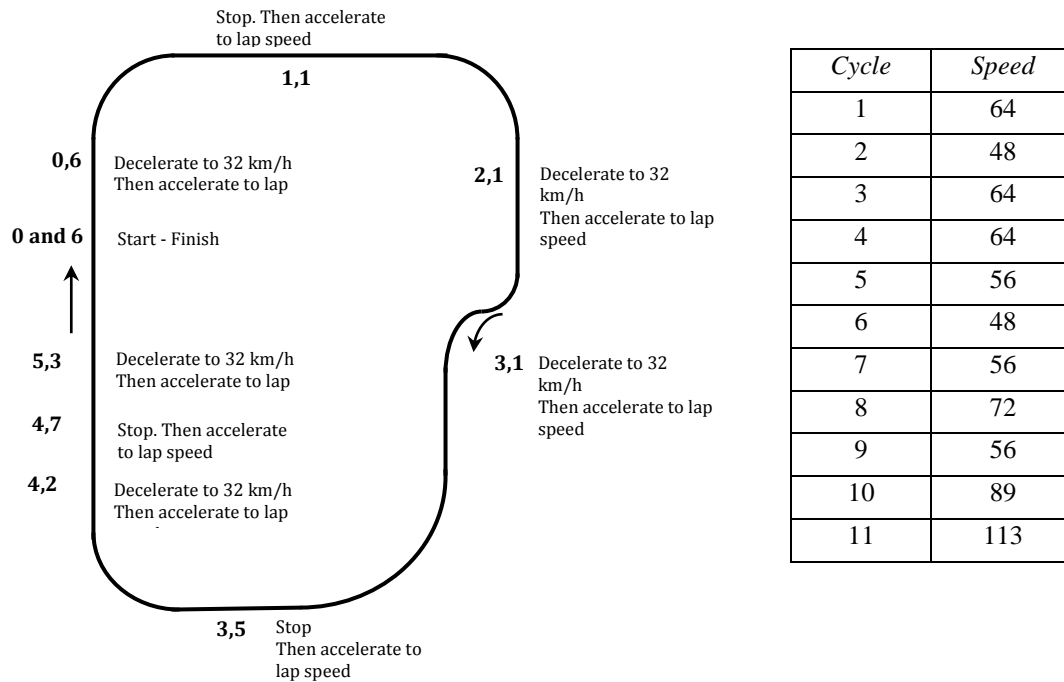 Stop. Then accelerate
to lap speed
1,1
0,6
Decelerate to 32 km/h
Then accelerate to lap
2,1
Decelerate to 32
km/h
Then accelerate to lap
speed
0 and 6
Start - Finish
5,3
Decelerate to 32 km/h
Then accelerate to lap
3,1
Decelerate to 32
km/h
Then accelerate to lap
speed
4,7
Stop. Then accelerate
to lap speed
4,2
Decelerate to 32 km/h
Then accelerate to lap
3,5
Stop
Then accelerate to
lap speed
Cycle Speed
1 64
2 48
3 64
4 64
5 56
6 48
7 56
8 72
9 56
10 89
11 113